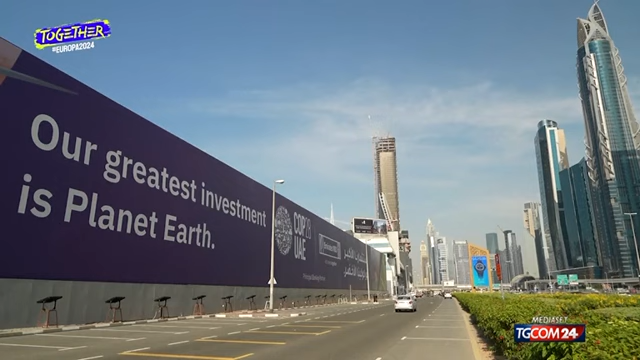 TOGETHER
#EUROPA2024
Our greatest investment
is Planet Earth.
COP28
UAE
MEDIASET
TGCOM24